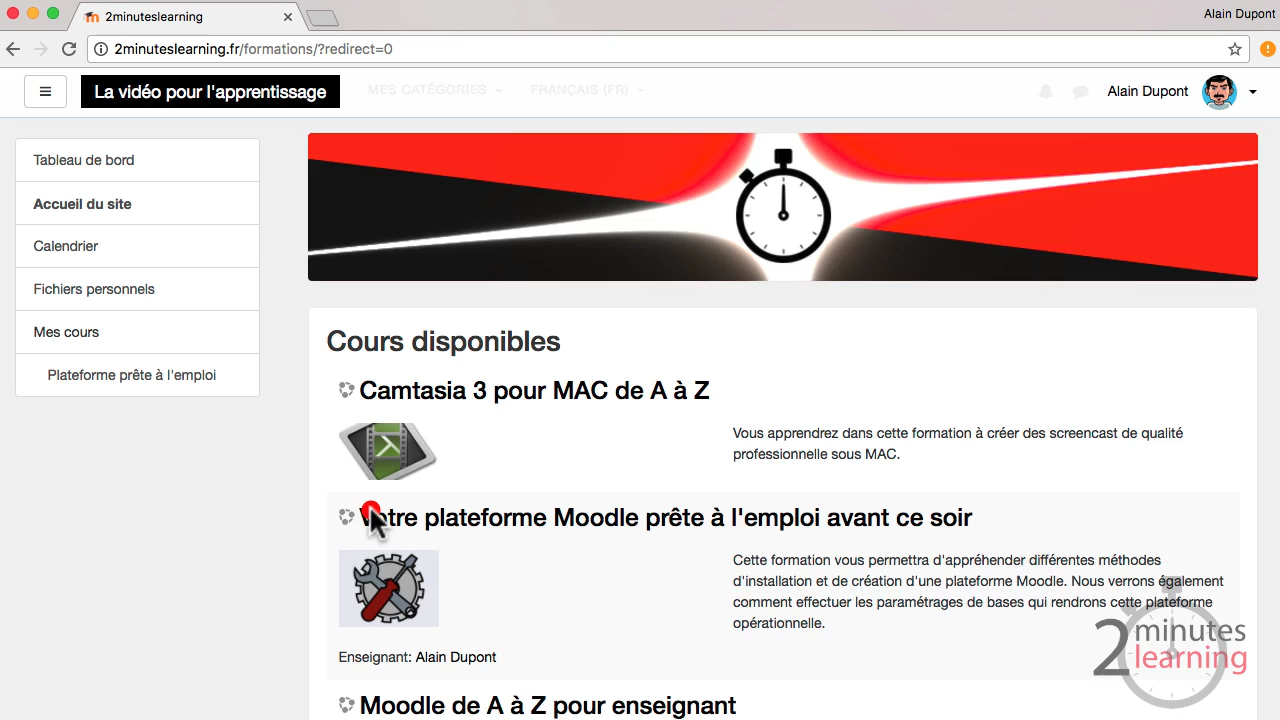 2minuteslearning
Alain Dupont
2minuteslearning.fr/formations/?redirect=0
La vidéo pour l'apprentissage
MES CATÉGORIES
FRANÇAIS (FR)
Alain Dupont
Tableau de bord
Accueil du site
Calendrier
Fichiers personnels
Mes cours
Plateforme prête à l'emploi
Cours disponibles
Camtasia 3 pour MAC de A à Z
Vous apprendrez dans cette formation à créer des screencast de qualité
professionnelle sous MAC.
Votre plateforme Moodle prête à l'emploi avant ce soir
Cette formation vous permettra d'appréhender différentes méthodes
d'installation et de création d'une plateforme Moodle. Nous verrons également
comment effectuer les paramétrages de bases qui rendrons cette plateforme
opérationnelle.
Enseignant: Alain Dupont
Moodle de A à Z pour enseignant
2 minutes
learning